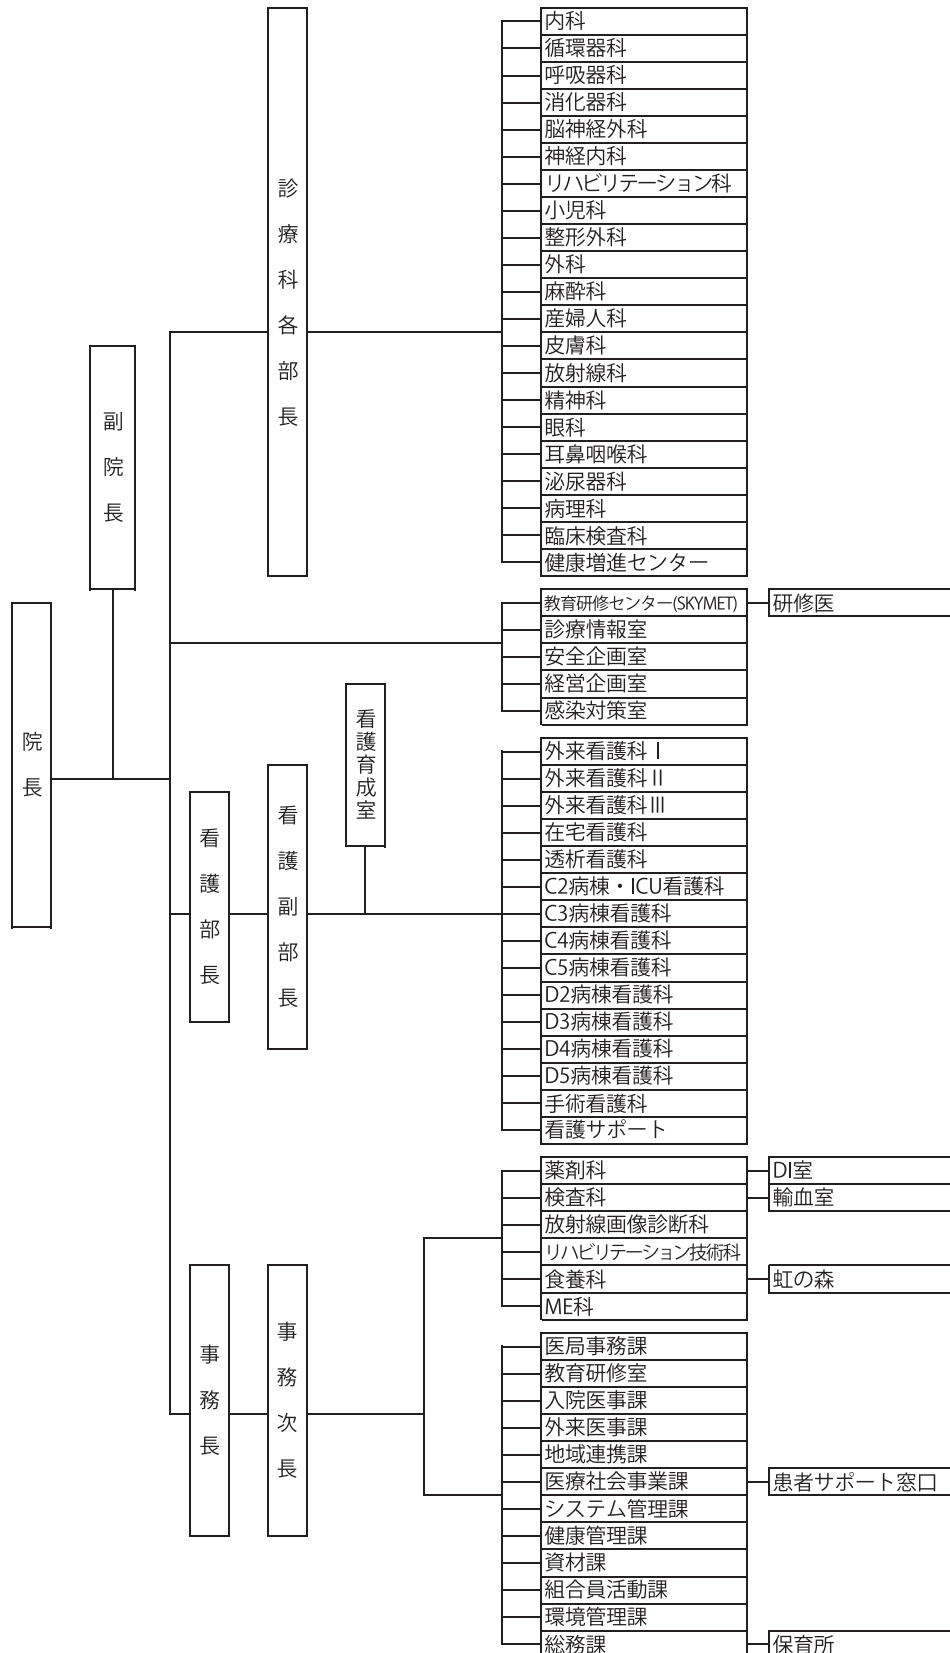 院長
副院長
診療科各部長
内科
循環器科
呼吸器科
消化器科
脳神経外科
神経内科
リハビリテーション科
小児科
整形外科
外科
麻酔科
産婦人科
皮膚科
放射線科
精神科
眼科
耳鼻咽喉科
泌尿器科
病理科
臨床検査科
健康増進センター
教育研修センター(SKYMET)
研修医
診療情報室
安全企画室
経営企画室
感染対策室
看護部長
看護副部長
看護育成室
外来看護科Ⅰ
外来看護科Ⅱ
外来看護科Ⅲ
在宅看護科
透析看護科
C2病棟・ICU看護科
C3病棟看護科
C4病棟看護科
C5病棟看護科
D2病棟看護科
D3病棟看護科
D4病棟看護科
D5病棟看護科
手術看護科
看護サポート
事務長
事務次長
薬剤科
DI室
検査科
輸血室
放射線画像診断科
リハビリテーション技術科
食養科
虹の森
ME科
医局事務課
教育研修室
入院医事課
外来医事課
地域連携課
医療社会事業課
患者サポート窓口
システム管理課
健康管理課
資材課
組合員活動課
環境管理課
総務課
保育所